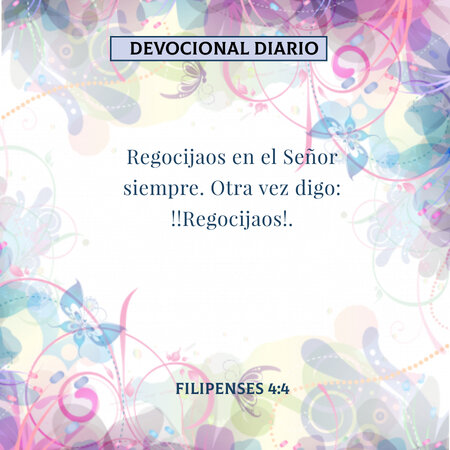 DEVOCIONAL DIARIO
Regocijaos en el Señor
siempre. Otra vez digo:
!!Regocijaos!.
FILIPENSES 4:4